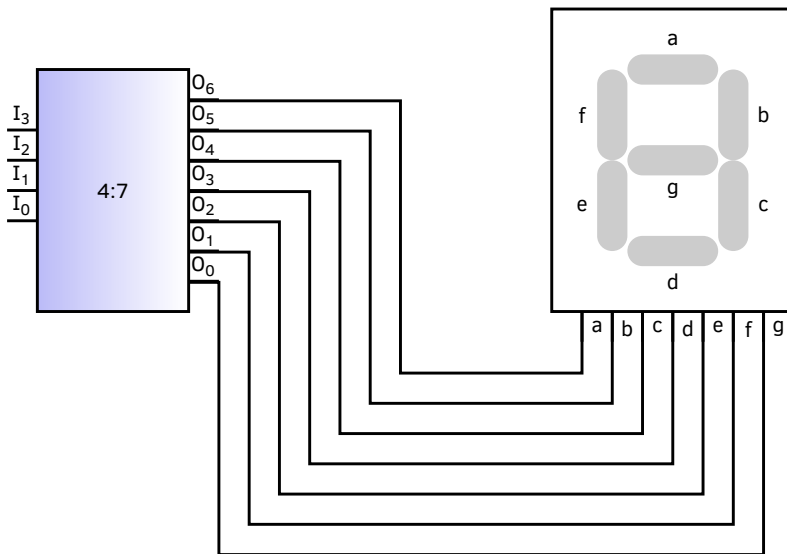 O₆
O₅
O₄
O₃
O₂
O₁
O₀
I₃
I₂
I₁
I₀
4:7
a
f b
g
e c
d
a b c d e f g